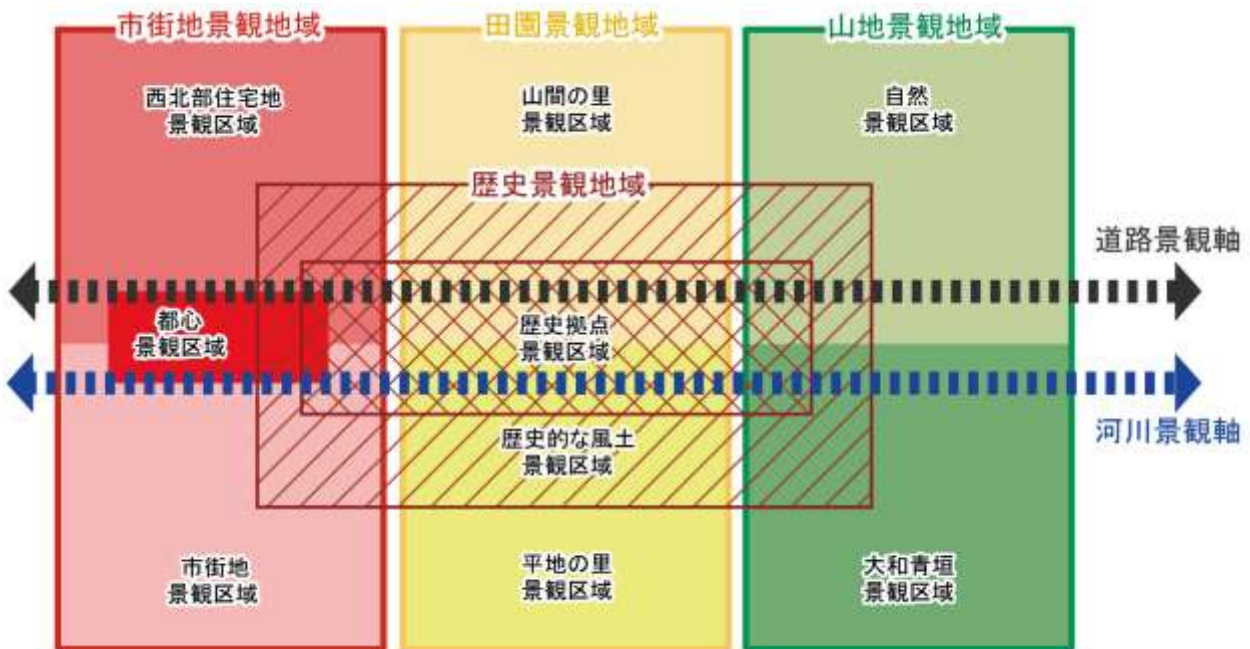 市街地景観地域
田園景観地域
山地景観地域
西北部住宅地
景観区域
山間の里
景観区域
自然
景観区域
歴史景観地域
道路景観軸
都心
景観区域
歴史拠点
景観区域
河川景観軸
歴史的な風土
景観区域
市街地
景観区域
平地の里
景観区域
大和青垣
景観区域